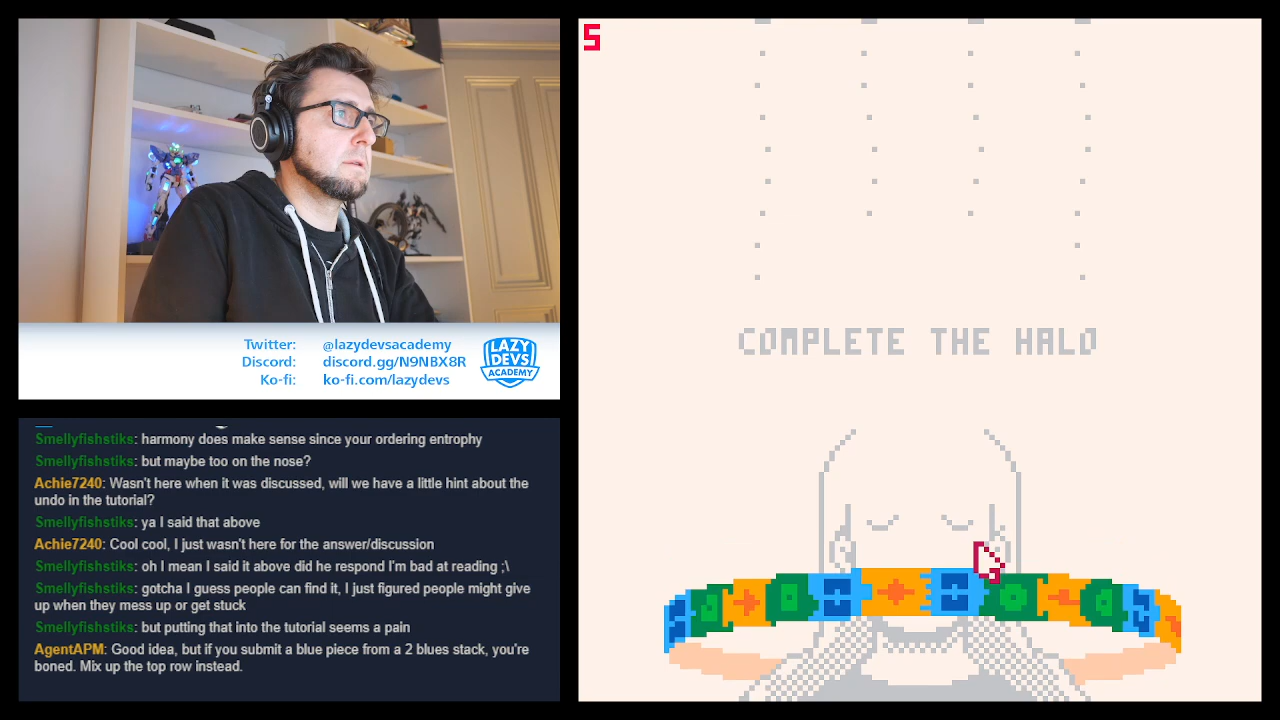 S
Twitter: @lazydevsacademy
Discord: discord.gg/N9NBX8R
Ko-fi: ko-fi.com/lazydevs
LAZY
DEVS
ACADEMY
COMPLETE THE HALO
Smellyfishstiks: harmony does make sense since your ordering entrophy
Smellyfishstiks: but maybe too on the nose?
Achie7240: Wasn't here when it was discussed, will we have a little hint about the
undo in the tutorial?
Smellyfishstiks: ya I said that above
Achie7240: Cool cool, I just wasn't here for the answer/discussion
Smellyfishstiks: oh I mean I said it above did he respond I'm bad at reading ;\
Smellyfishstiks: gotcha I guess people can find it, I just figured people might give
up when they mess up or get stuck
Smellyfishstiks: but putting that into the tutorial seems a pain
AgentAPM: Good idea, but if you submit a blue piece from a 2 blues stack, you're
boned. Mix up the top row instead.